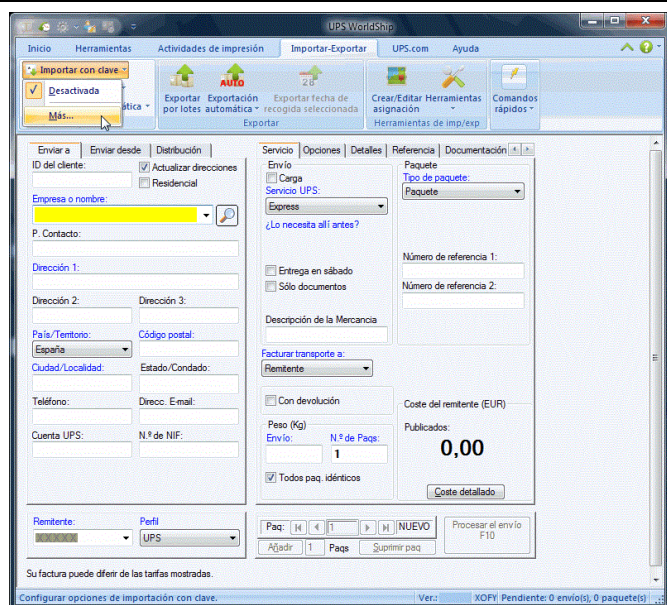 UPS WorldShip
Inicio Herramientas Actividades de impresión Importar-Exportar UPS.com Ayuda
Importar con clave
Desactivada
Más...
ática
Exportar por lotes
Exportación automática
Exportar fecha de recogida seleccionada
Exportar
Crear/Editar asignación
Herramientas
Herramientas de imp/exp
Comandos rápidos
Enviar a Enviar desde Distribución
ID del cliente:
Actualizar direcciones
Residencial
Empresa o nombre:
P. Contacto:
Dirección 1:
Dirección 2: Dirección 3:
País/Territorio: Código postal:
España
Ciudad/Localidad: Estado/Condado:
Teléfono: Direcc. E-mail:
Cuenta UPS: N.º de NIF:
Remitente: Perfil
XXXXX UPS
Su factura puede diferir de las tarifas mostradas.
Servicio Opciones Detalles Referencia Documentación
Envío
Carga
Servicio UPS:
Express
¿Lo necesita allí antes?
Entrega en sábado
Sólo documentos
Descripción de la Mercancia
Facturar transporte a:
Remitente
Con devolución
Peso (Kg)
Envío: N.º de Paqs:
1
Todos paq. idénticos
Paquete
Tipo de paquete:
Paquete
Número de referencia 1:
Número de referencia 2:
Coste del remitente (EUR)
Publicados:
0,00
Coste detallado
Paq: 1 NUEVO
Añadir 1 Paqs Suprimir paq
Procesar el envío
F10
Configurar opciones de importación con clave. Ver.: XOFY Pendiente: 0 envío(s), 0 paquete(s)